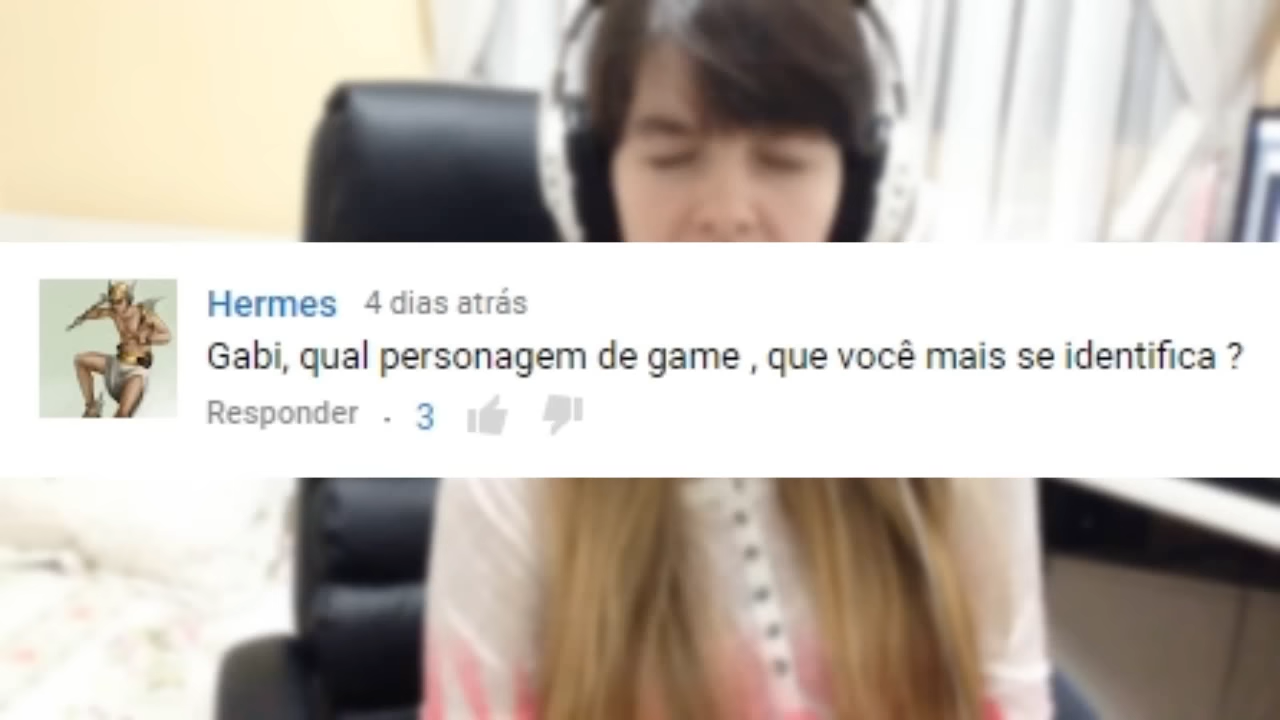 Hermes 4 dias atrás
Gabi, qual personagem de game , que você mais se identifica ?
Responder . 3